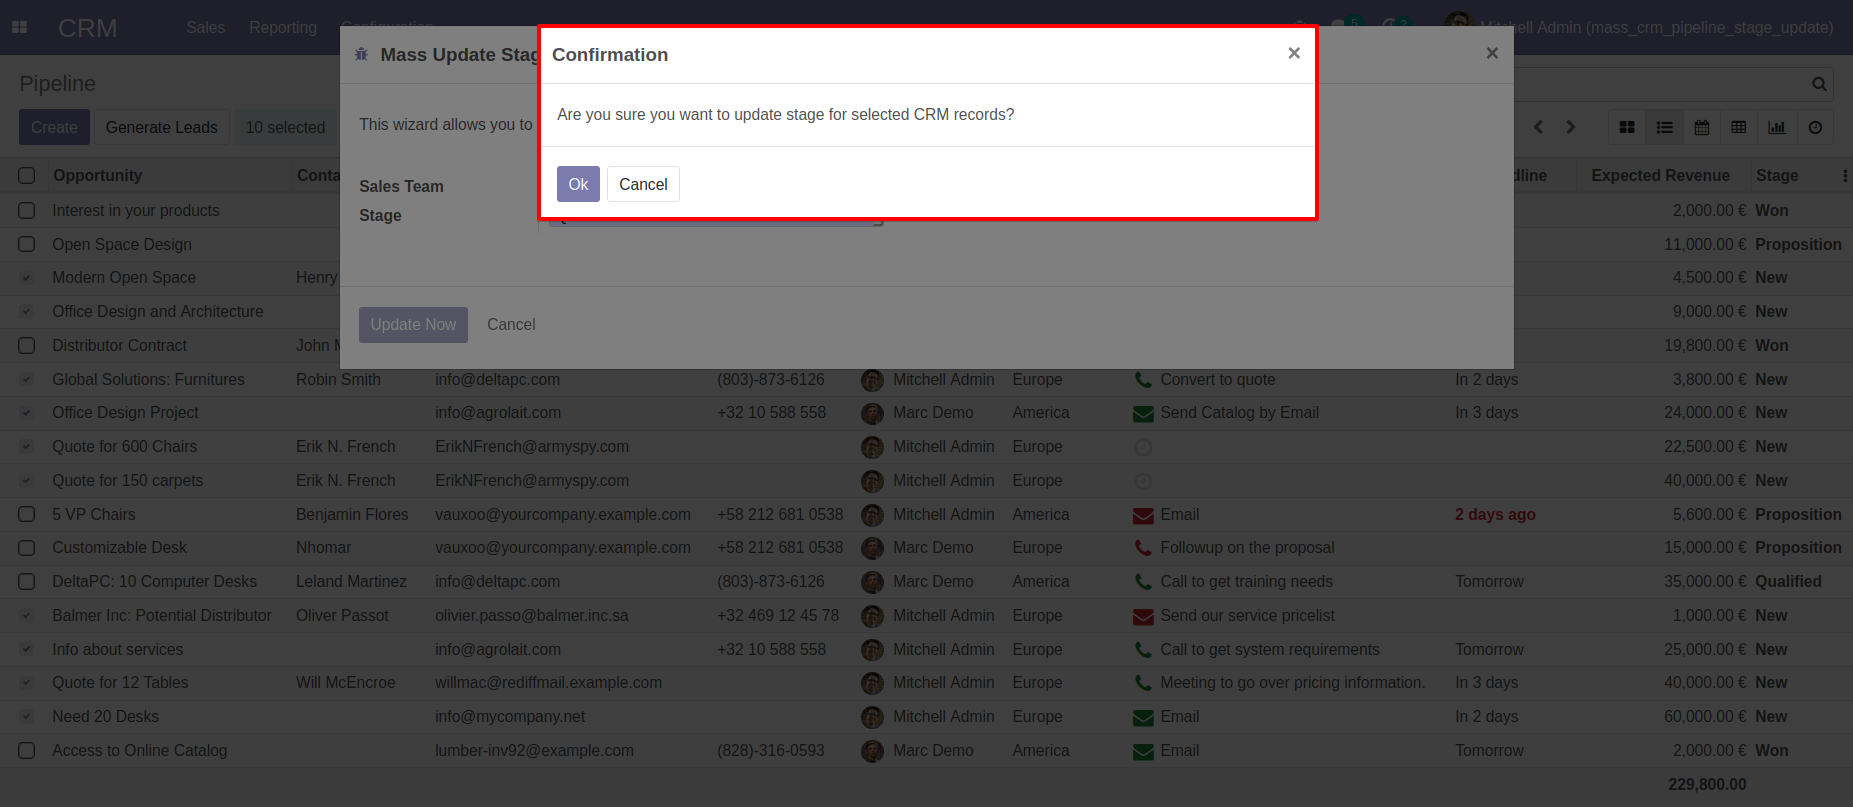 CRM Sales Reporting 5 2 Mitchell Admin (mass_crm_pipeline_stage_update)
Mass Update Stag
Confirmation
×
×
Pipeline
Create Generate Leads 10 selected
This wizard allows you to
Are you sure you want to update stage for selected CRM records?
Sales Team
Stage
Ok Cancel
Update Now Cancel
Opportunity Conta dline Expected Revenue Stage
Interest in your products 2,000.00 € Won
Open Space Design 11,000.00 € Proposition
Modern Open Space Henry 4,500.00 € New
Office Design and Architecture 9,000.00 € New
Distributor Contract John 19,800.00 € Won
Global Solutions: Furnitures Robin Smith info@deltapc.com (803)-873-6126 Mitchell Admin Europe Convert to quote In 2 days 3,800.00 € New
Office Design Project info@agrolait.com +32 10 588 558 Marc Demo America Send Catalog by Email In 3 days 24,000.00 € New
Quote for 600 Chairs Erik N. French ErikNFrench@armyspy.com Mitchell Admin Europe 22,500.00 € New
Quote for 150 carpets Erik N. French ErikNFrench@armyspy.com Mitchell Admin Europe 40,000.00 € New
5 VP Chairs Benjamin Flores vauxoo@yourcompany.example.com +58 212 681 0538 Mitchell Admin America Email 2 days ago 5,600.00 € Proposition
Customizable Desk Nhomar vauxoo@yourcompany.example.com +58 212 681 0538 Marc Demo Europe Followup on the proposal 15,000.00 € Proposition
DeltaPC: 10 Computer Desks Leland Martinez info@deltapc.com (803)-873-6126 Marc Demo America Call to get training needs Tomorrow 35,000.00 € Qualified
Balmer Inc: Potential Distributor Oliver Passot olivier.passo@balmer.inc.sa +32 469 12 45 78 Mitchell Admin Europe Send our service pricelist 1,000.00 € New
Info about services info@agrolait.com +32 10 588 558 Mitchell Admin Europe Call to get system requirements Tomorrow 25,000.00 € New
Quote for 12 Tables Will McEncroe willmac@rediffmail.example.com Mitchell Admin Europe Meeting to go over pricing information. In 3 days 40,000.00 € New
Need 20 Desks info@mycompany.net Mitchell Admin Europe Email In 2 days 60,000.00 € New
Access to Online Catalog lumber-inv92@example.com (828)-316-0593 Marc Demo America Email Tomorrow 2,000.00 € Won
229,800.00